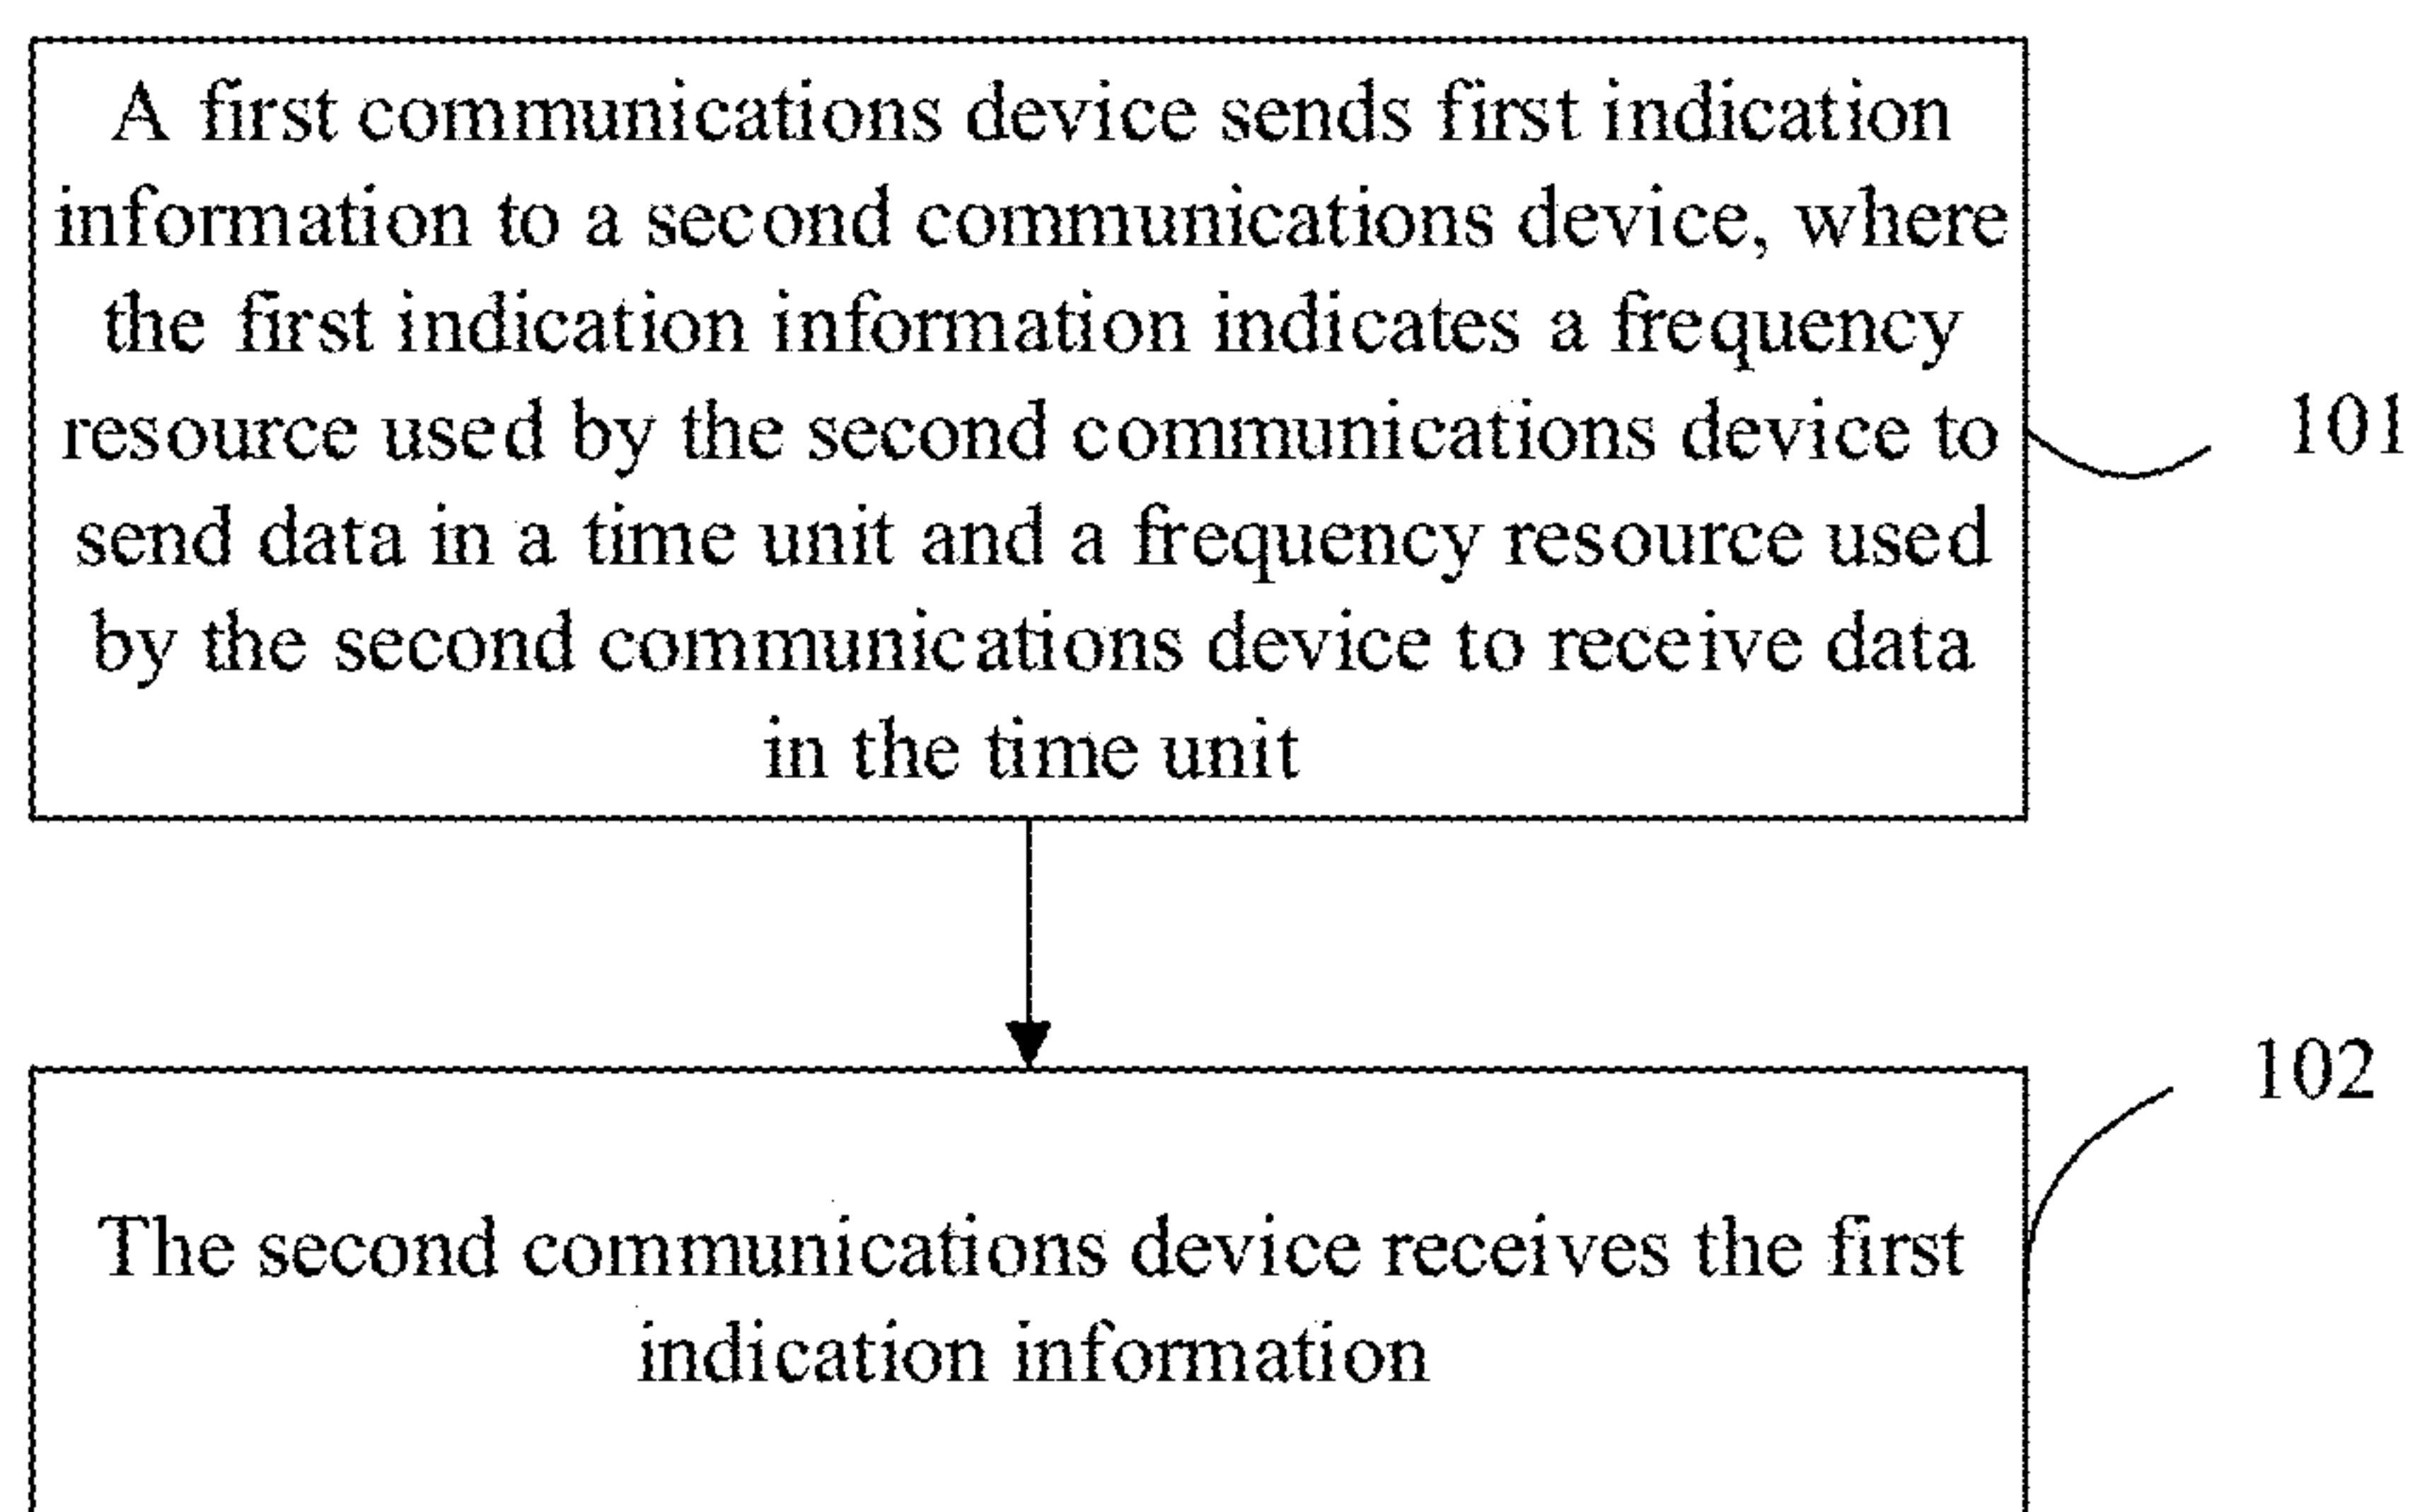 A first communications device sends first indication
information to a second communications device, where
the first indication information indicates a frequency
resource used by the second communications device to
send data in a time unit and a frequency resource used
by the second communications device to receive data
in the time unit
101
102
The second communications device receives the first
indication information